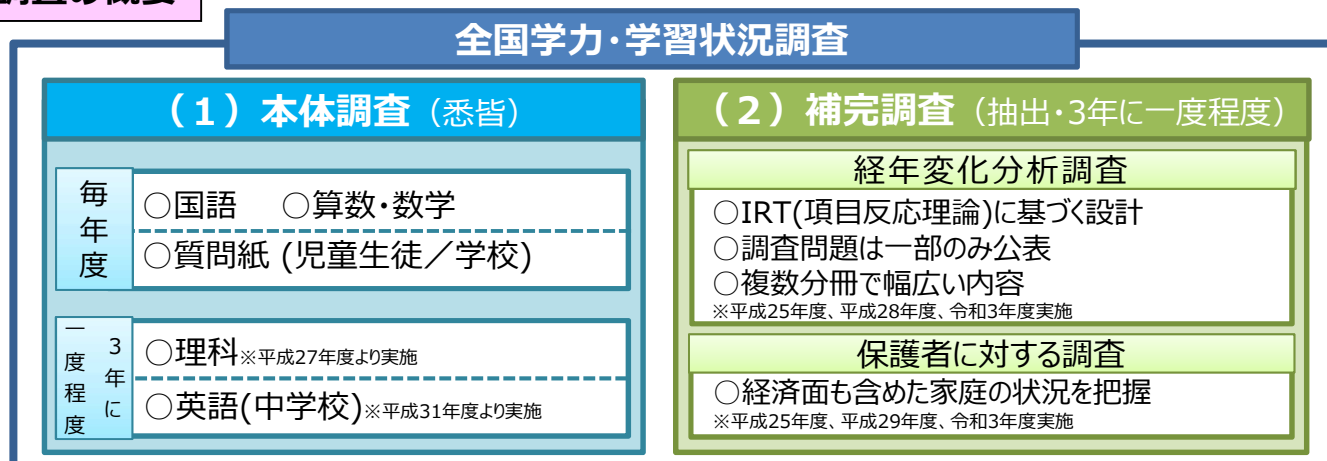 調査の概要
全国学力・学習状況調査
（１）本体調査（悉皆）
毎年度
○国語　○算数・数学
○質問紙 (児童生徒／学校)
3年に一度程度
○理科※平成27年度より実施
○英語(中学校)※平成31年度より実施
（２）補完調査（抽出・3年に一度程度）
経年変化分析調査
○IRT(項目反応理論)に基づく設計
○調査問題は一部のみ公表
○複数分冊で幅広い内容
※平成25年度、平成28年度、令和3年度実施
保護者に対する調査
○経済面も含めた家庭の状況を把握
※平成25年度、平成29年度、令和3年度実施